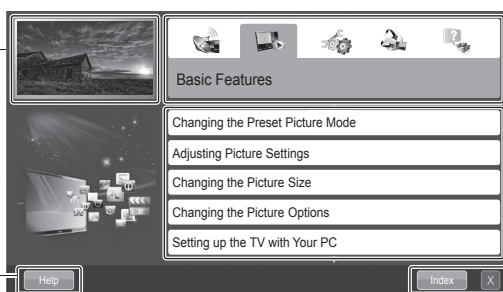 ?
Basic Features
Changing the Preset Picture Mode
Adjusting Picture Settings
Changing the Picture Size
Changing the Picture Options
Setting up the TV with Your PC
Help
Index
X